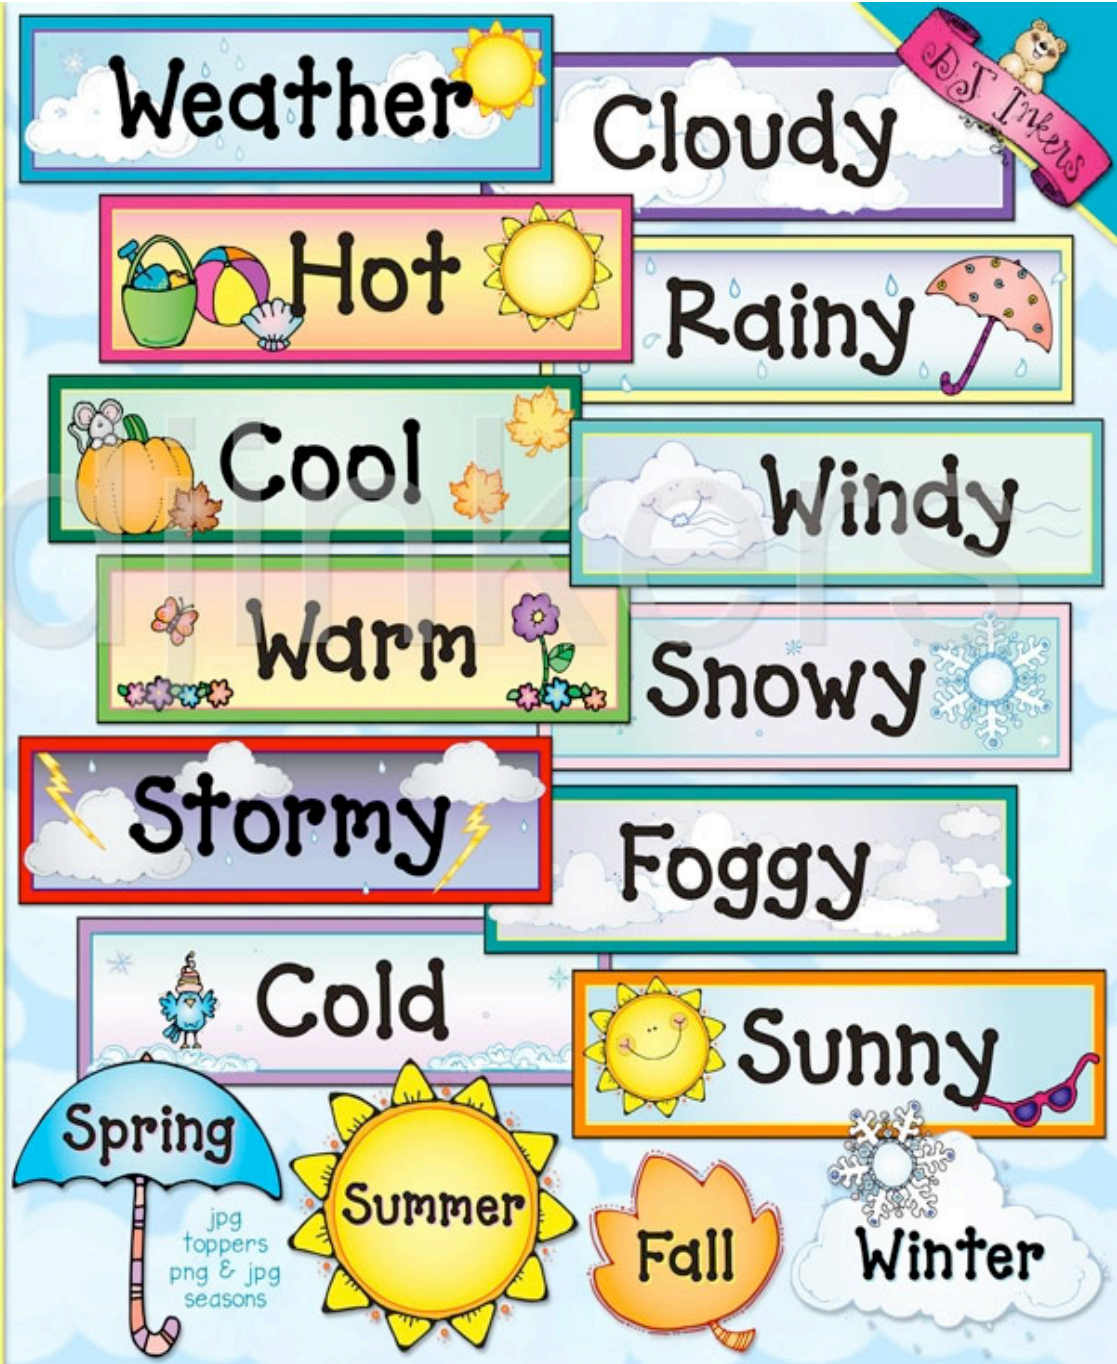 Weather
Cloudy
DJ Inkers
Hot
Rainy
Cool
Windy
Warm
Snowy
Stormy
Foggy
Cold
Sunny
Spring
Summer
Fall
Winter
jpg
toppers
png & jpg
seasons
djinkers